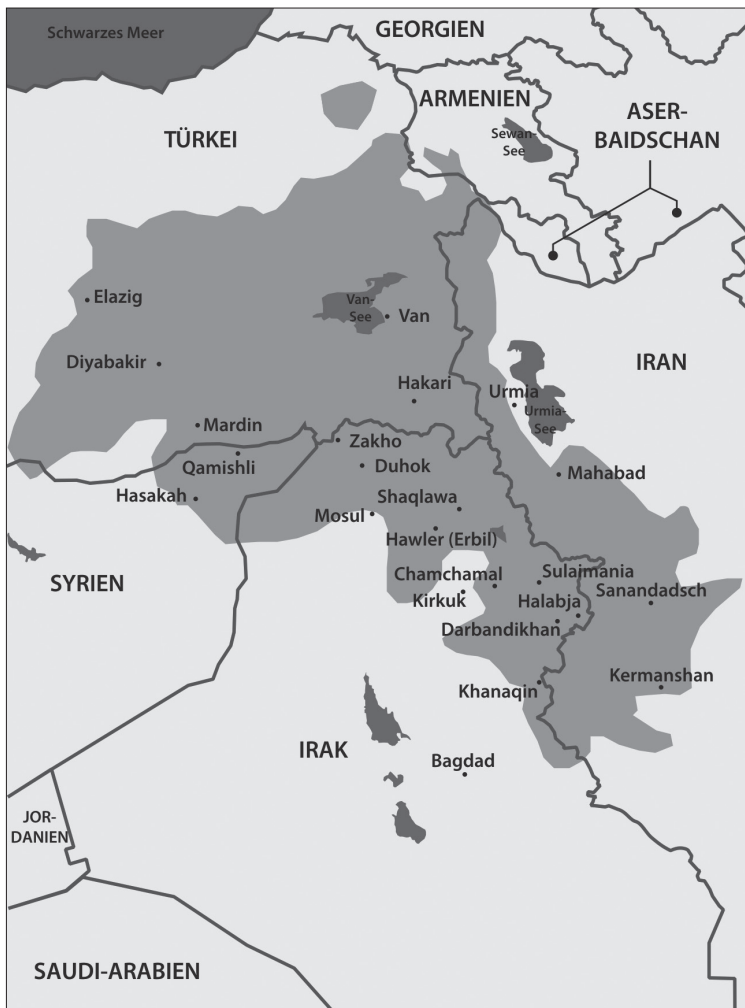 Schwarzes Meer
GEORGIEN
ARMENIEN
ASER-
BAIDSCHAN
Sewan-
See
TÜRKEI
Elazig
Van-
See
Van
Diyabakir
IRAN
Hakari
Urmia
Urmia-
See
Mardin
Zakho
Qamishli
Duhok
Mahabad
Hasakah
Shaqlawa
Mosul
Hawler (Erbil)
SYRIEN
Chamchamal
Sulaimania
Kirkuk
Halabja
Sanandadsch
Darbandikhan
Khanaqin
Kermanshan
IRAK
Bagdad
JOR-
DANIEN
SAUDI-ARABIEN